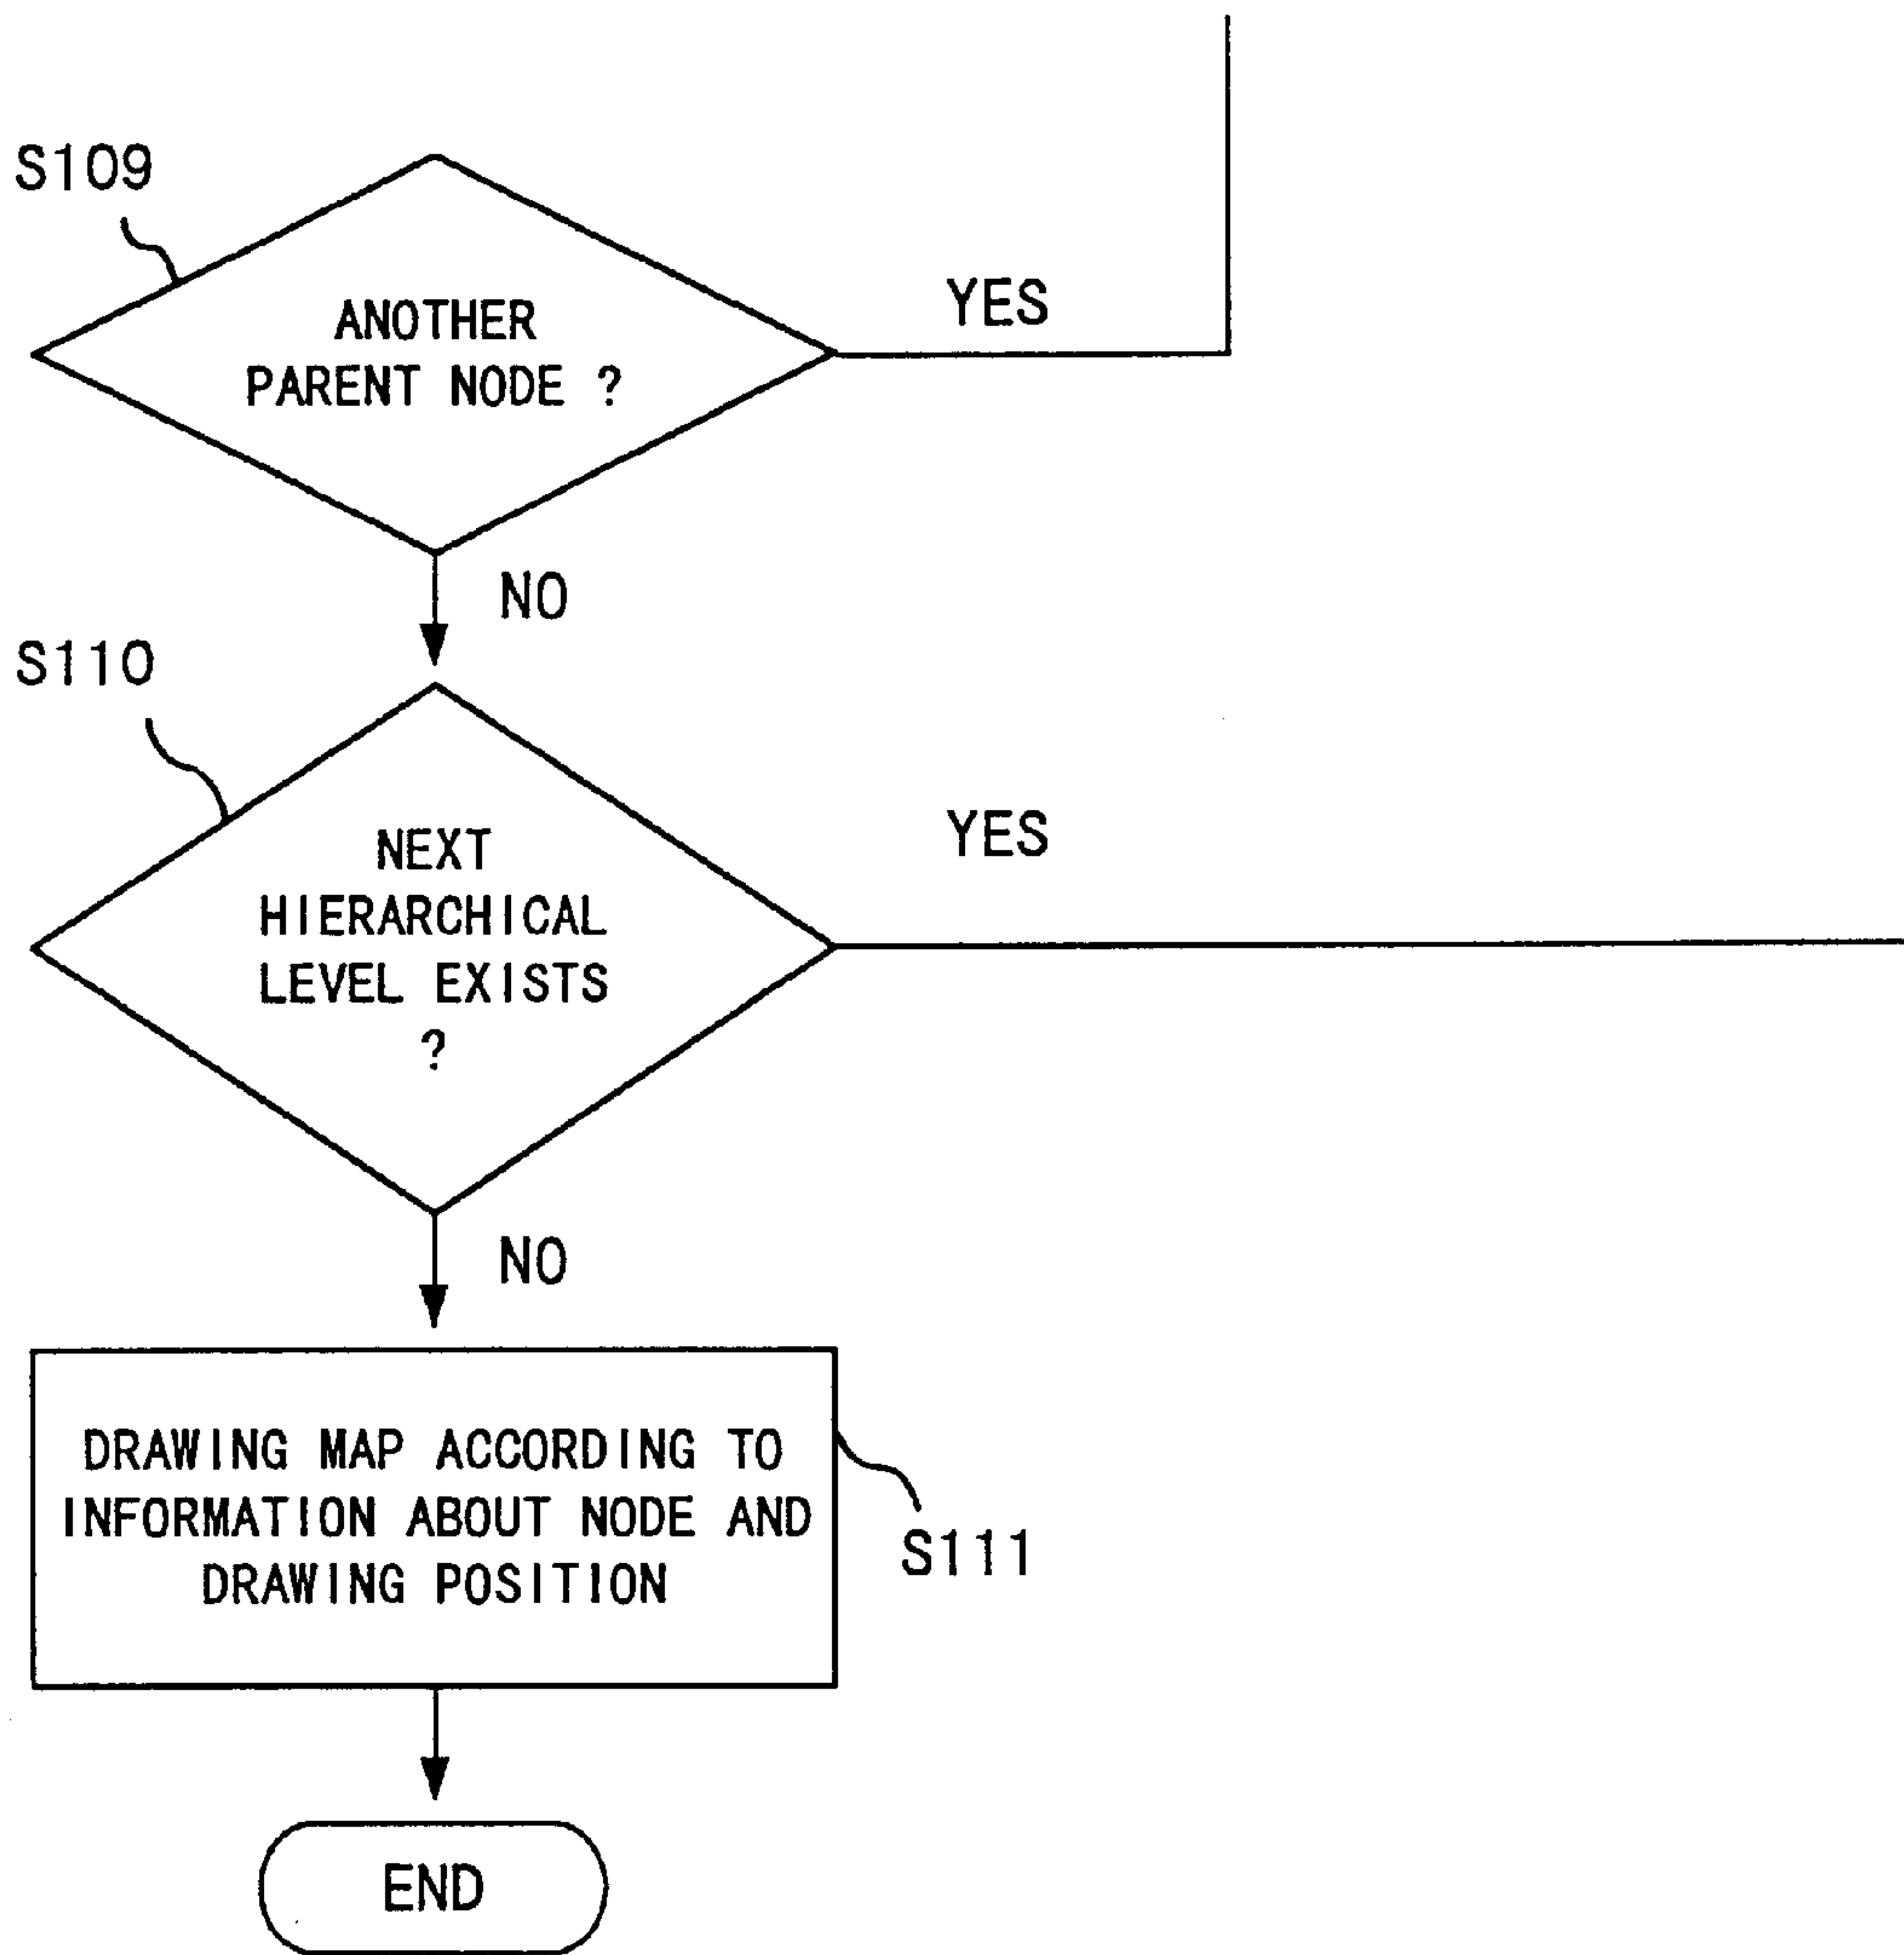 S109
ANOTHER
PARENT NODE ?
YES
NO
S110
NEXT
HIERARCHICAL
LEVEL EXISTS
?
YES
NO
DRAWING MAP ACCORDING TO
INFORMATION ABOUT NODE AND
DRAWING POSITION
S111
END